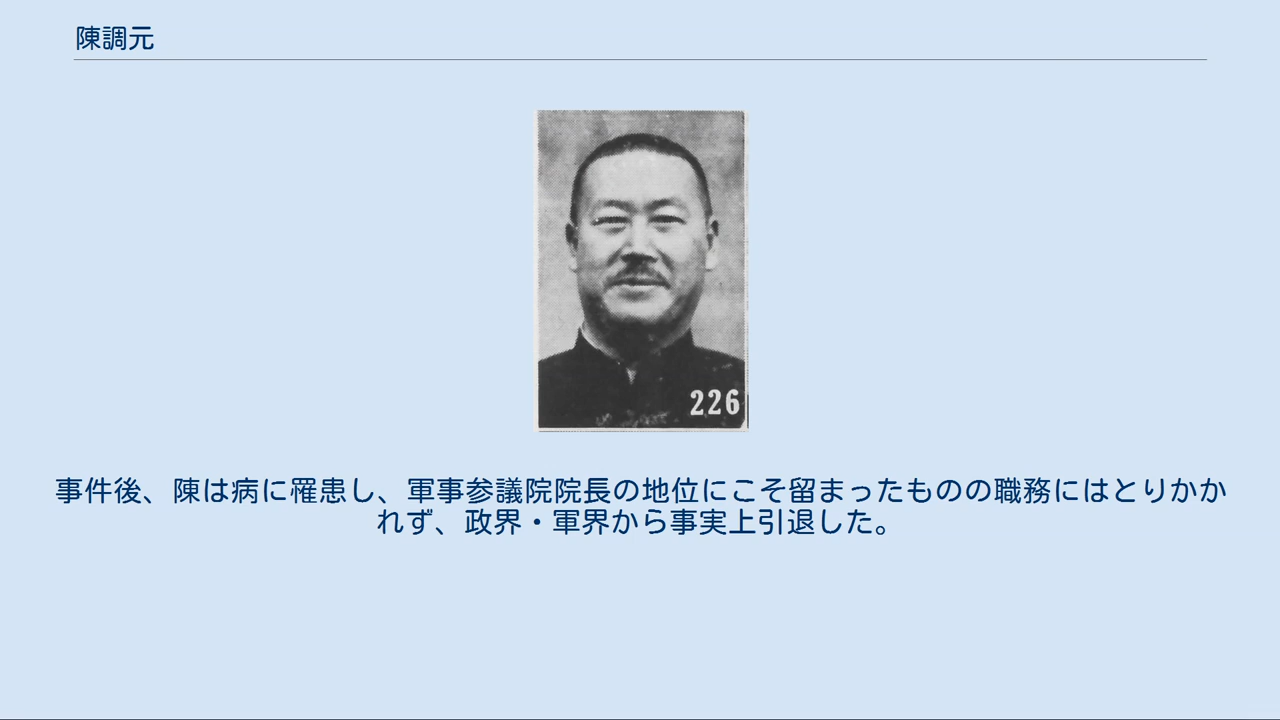 陳調元
226
事件後、陳は病に罹患し、軍事参議院院長の地位にこそ留まったものの職務にはとりかか
れず、政界・軍界から事実上引退した。